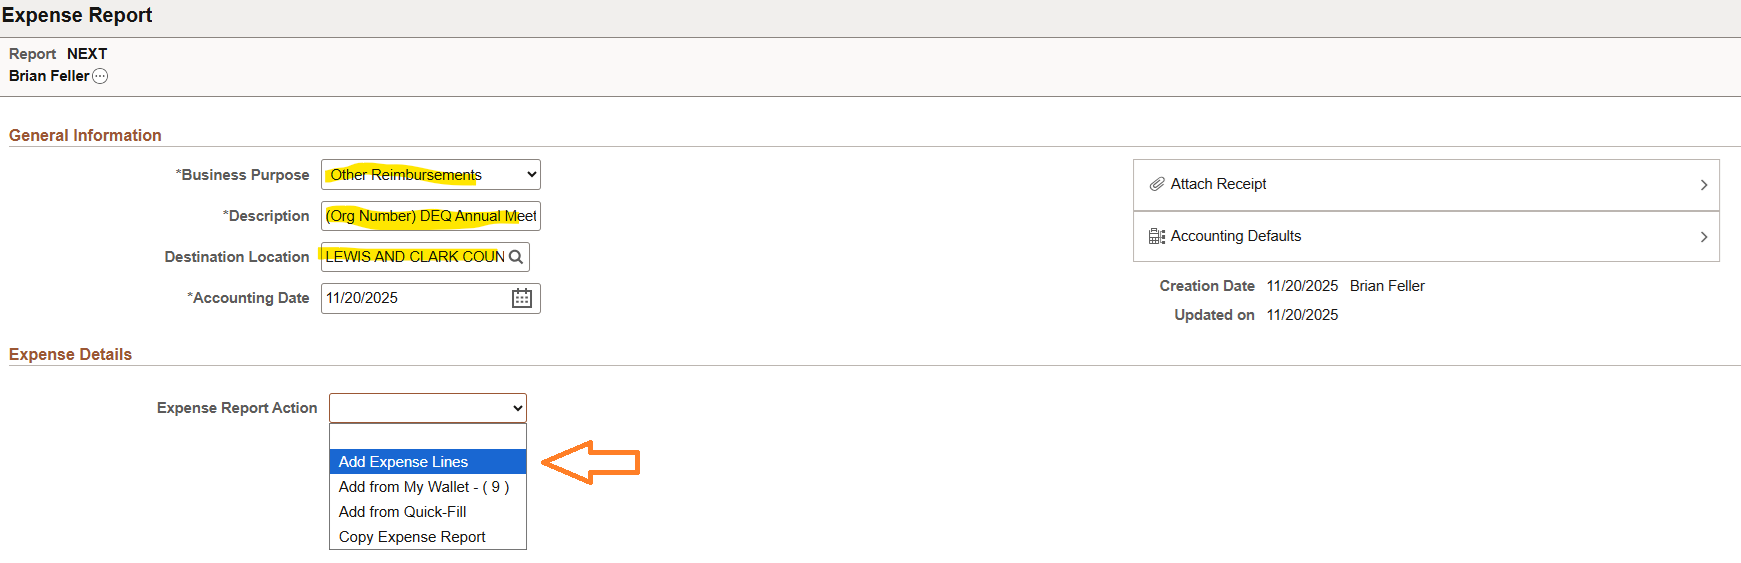 Expense Report
Report NEXT
Brian Feller
General Information
*Business Purpose Other Reimbursements
*Description (Org Number) DEQ Annual Meet
Destination Location LEWIS AND CLARK COUN
*Accounting Date 11/20/2025
Attach Receipt
Accounting Defaults
Creation Date 11/20/2025 Brian Feller
Updated on 11/20/2025
Expense Details
Expense Report Action
Add Expense Lines
Add from My Wallet - ( 9 )
Add from Quick-Fill
Copy Expense Report